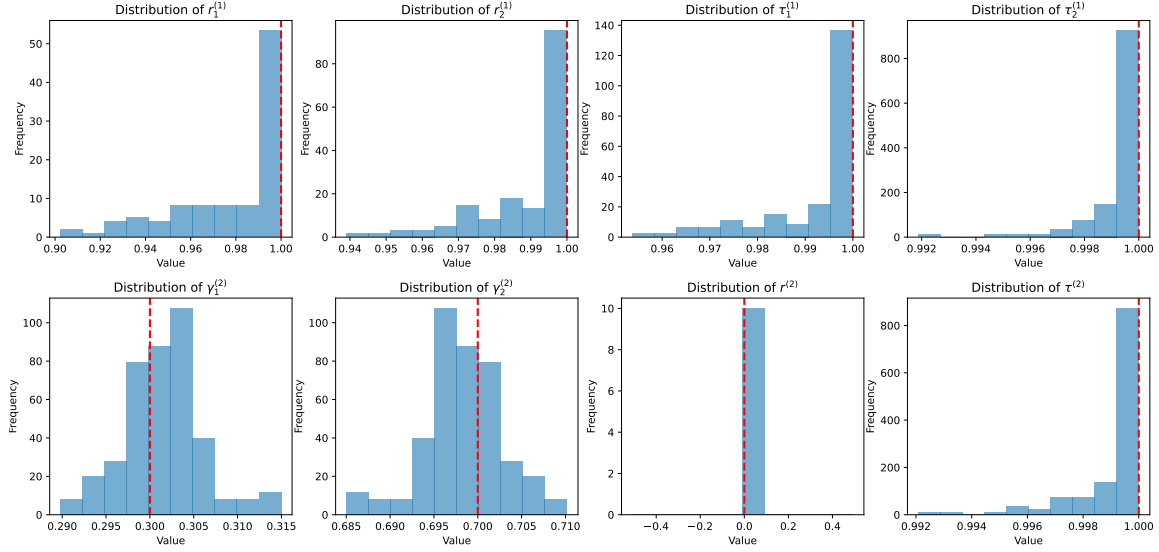 Distribution of r₁⁽¹⁾
Frequency
50
40
30
20
10
0
0.90 0.92 0.94 0.96 0.98 1.00
Value
Distribution of r₂⁽¹⁾
Frequency
80
60
40
20
0
0.94 0.95 0.96 0.97 0.98 0.99 1.00
Value
Distribution of τ₁⁽¹⁾
Frequency
140
120
100
80
60
40
20
0
0.96 0.97 0.98 0.99 1.00
Value
Distribution of τ₂⁽¹⁾
Frequency
800
600
400
200
0
0.992 0.994 0.996 0.998 1.000
Value
Distribution of γ₁⁽²⁾
Frequency
100
80
60
40
20
0
0.290 0.295 0.300 0.305 0.310 0.315
Value
Distribution of γ₂⁽²⁾
Frequency
100
80
60
40
20
0
0.685 0.690 0.695 0.700 0.705 0.710
Value
Distribution of r⁽²⁾
Frequency
10
8
6
4
2
0
−0.4 −0.2 0.0 0.2 0.4
Value
Distribution of τ⁽²⁾
Frequency
800
600
400
200
0
0.992 0.994 0.996 0.998 1.000
Value